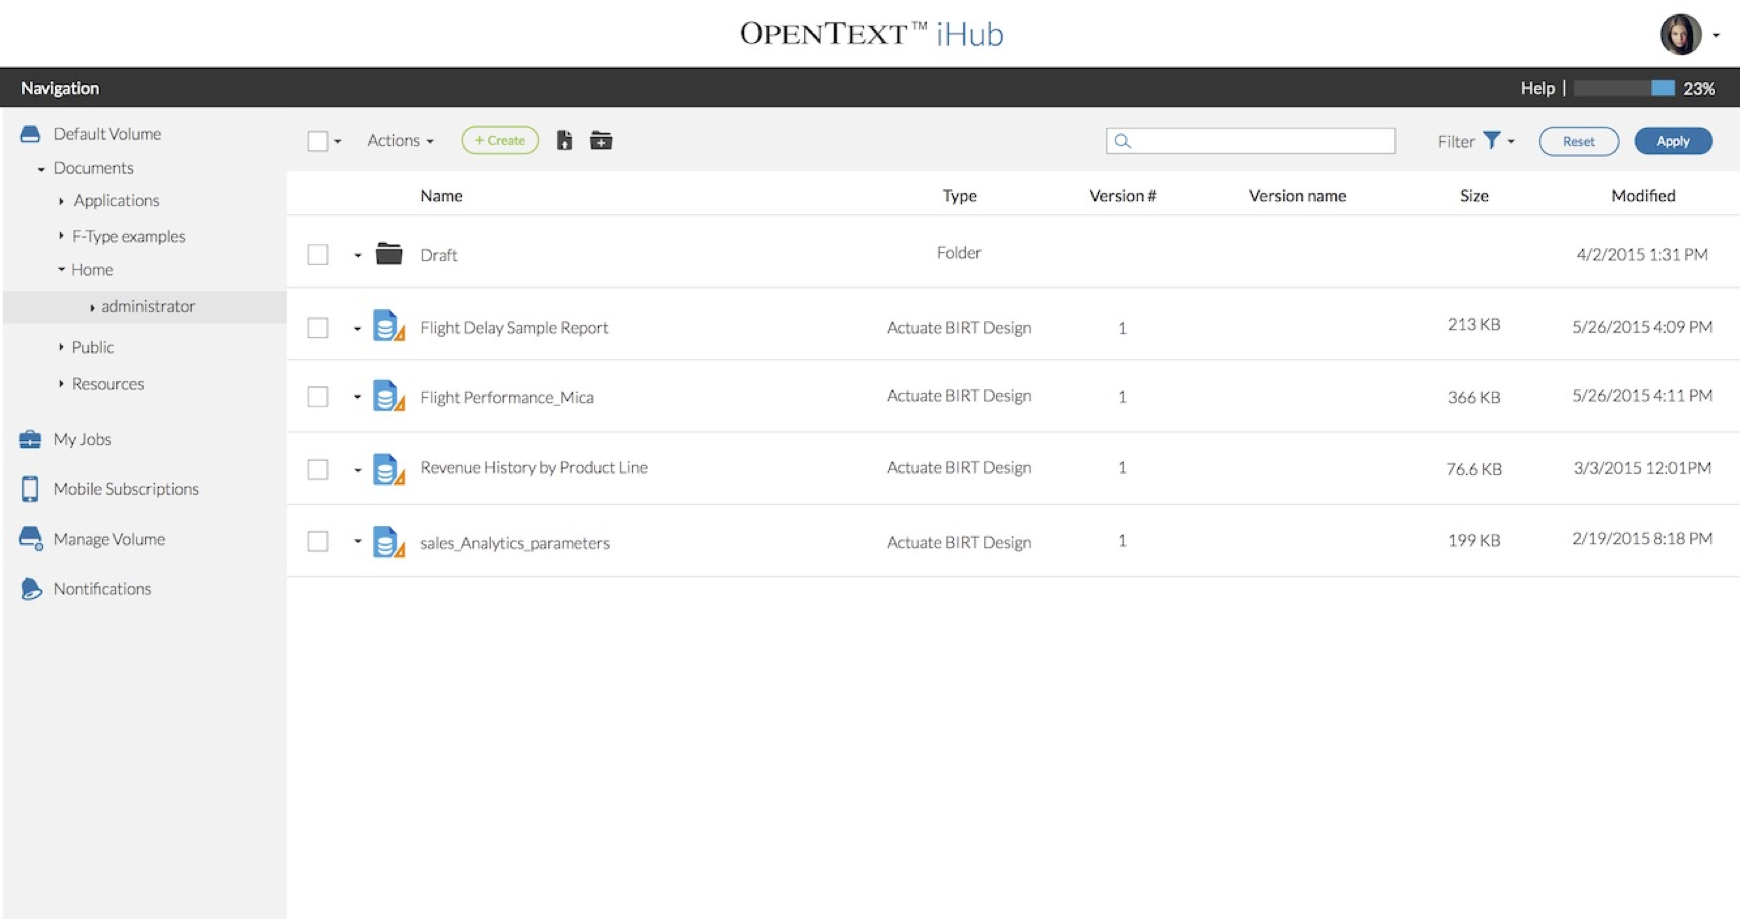 OPENTEXT™ iHub
Navigation
Help | 23%
Default Volume
Documents
Applications
F-Type examples
Home
administrator
Public
Resources
My Jobs
Mobile Subscriptions
Manage Volume
Nontifications
Actions + Create Filter Reset Apply
Name Type Version # Version name Size Modified
Draft Folder 4/2/2015 1:31 PM
Flight Delay Sample Report Actuate BIRT Design 1 213 KB 5/26/2015 4:09 PM
Flight Performance_Mica Actuate BIRT Design 1 366 KB 5/26/2015 4:11 PM
Revenue History by Product Line Actuate BIRT Design 1 76.6 KB 3/3/2015 12:01PM
sales_Analytics_parameters Actuate BIRT Design 1 199 KB 2/19/2015 8:18 PM